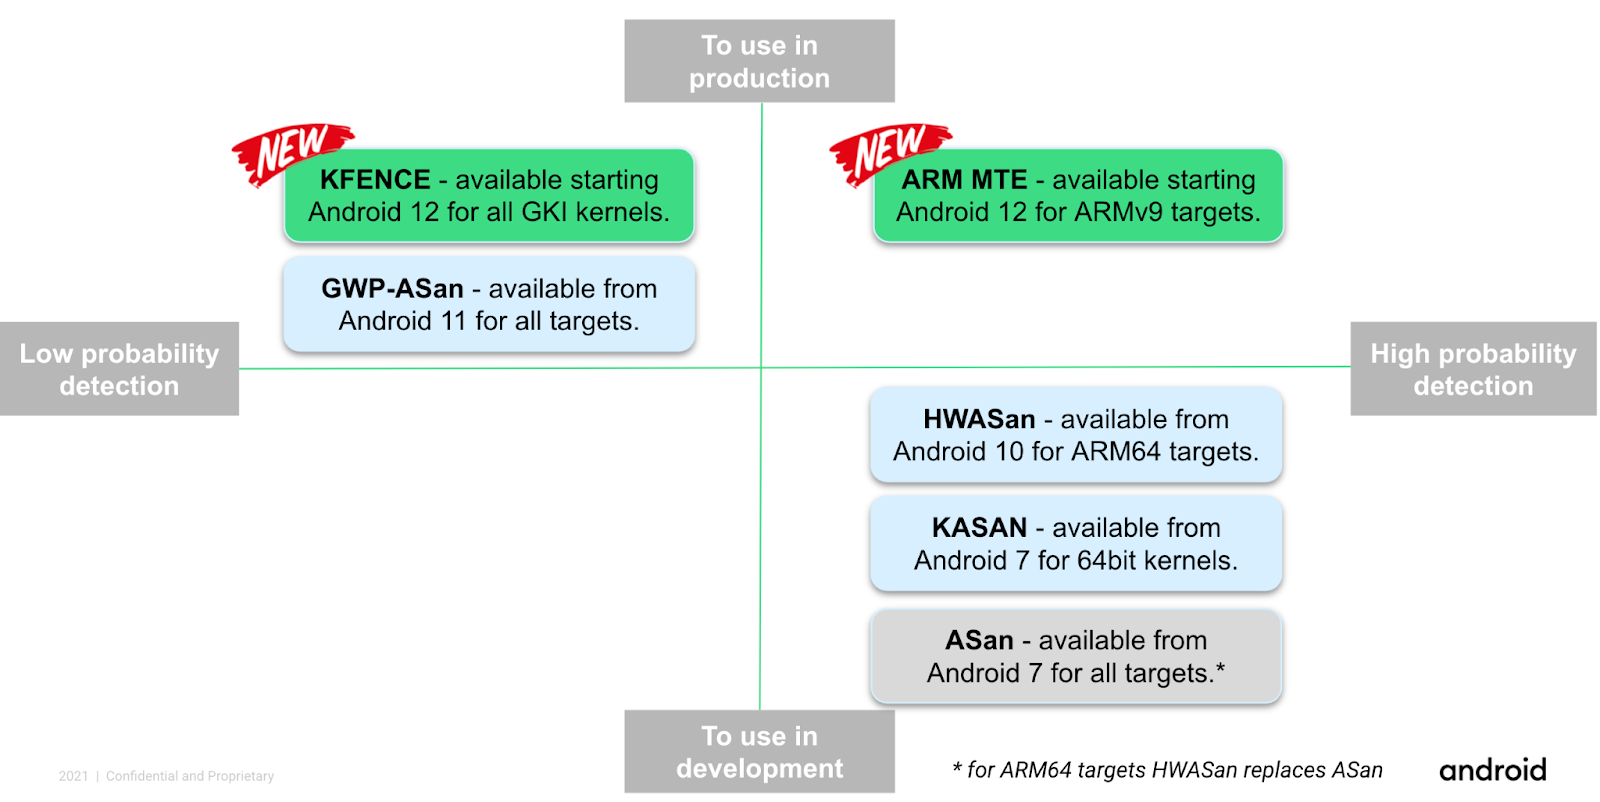 To use in
production
NEW
KFENCE - available starting
Android 12 for all GKI kernels.
NEW
ARM MTE - available starting
Android 12 for ARMv9 targets.
GWP-ASan - available from
Android 11 for all targets.
Low probability
detection
High probability
detection
HWASan - available from
Android 10 for ARM64 targets.
KASAN - available from
Android 7 for 64bit kernels.
ASan - available from
Android 7 for all targets.*
To use in
development
2021 | Confidential and Proprietary
* for ARM64 targets HWASan replaces ASan
android